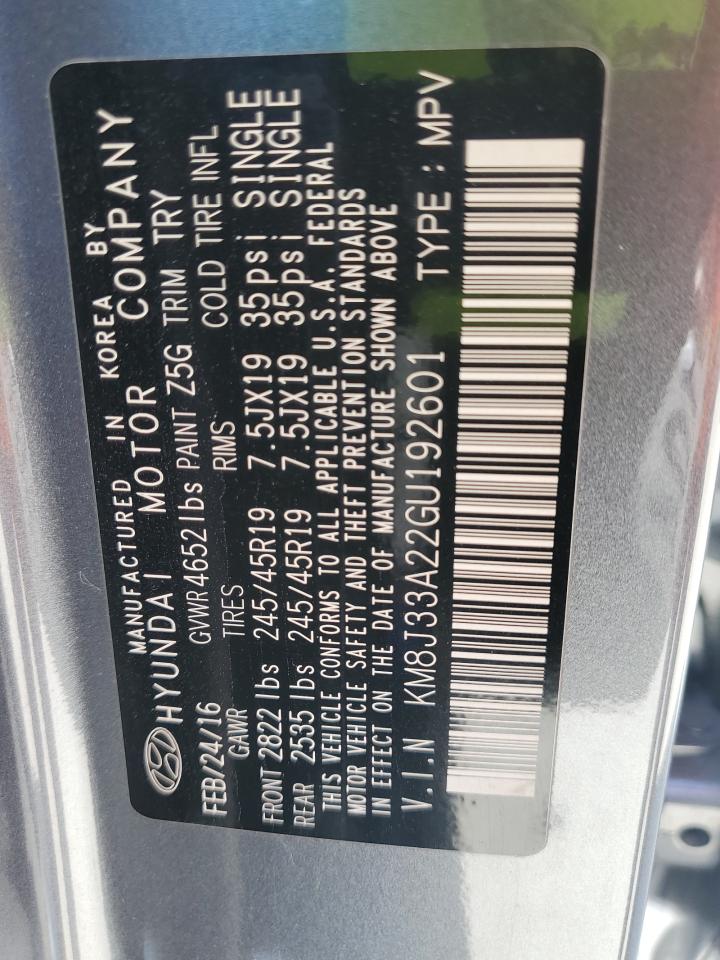 MANUFACTURED IN KOREA BY
HYUNDAI MOTOR COMPANY
FEB/24/16 GVWR4652lbs PAINT Z5G TRIM TRY
GAWR TIRES RIMS COLD TIRE INFL
FRONT 2822 lbs 245/45R19 7.5JX19 35psi SINGLE
REAR 2535 lbs 245/45R19 7.5JX19 35psi SINGLE
THIS VEHICLE CONFORMS TO ALL APPLICABLE U.S.A. FEDERAL
MOTOR VEHICLE SAFETY AND THEFT PREVENTION STANDARDS
IN EFFECT ON THE DATE OF MANUFACTURE SHOWN ABOVE
V.I.N KM8J33A22GU192601 TYPE : MPV